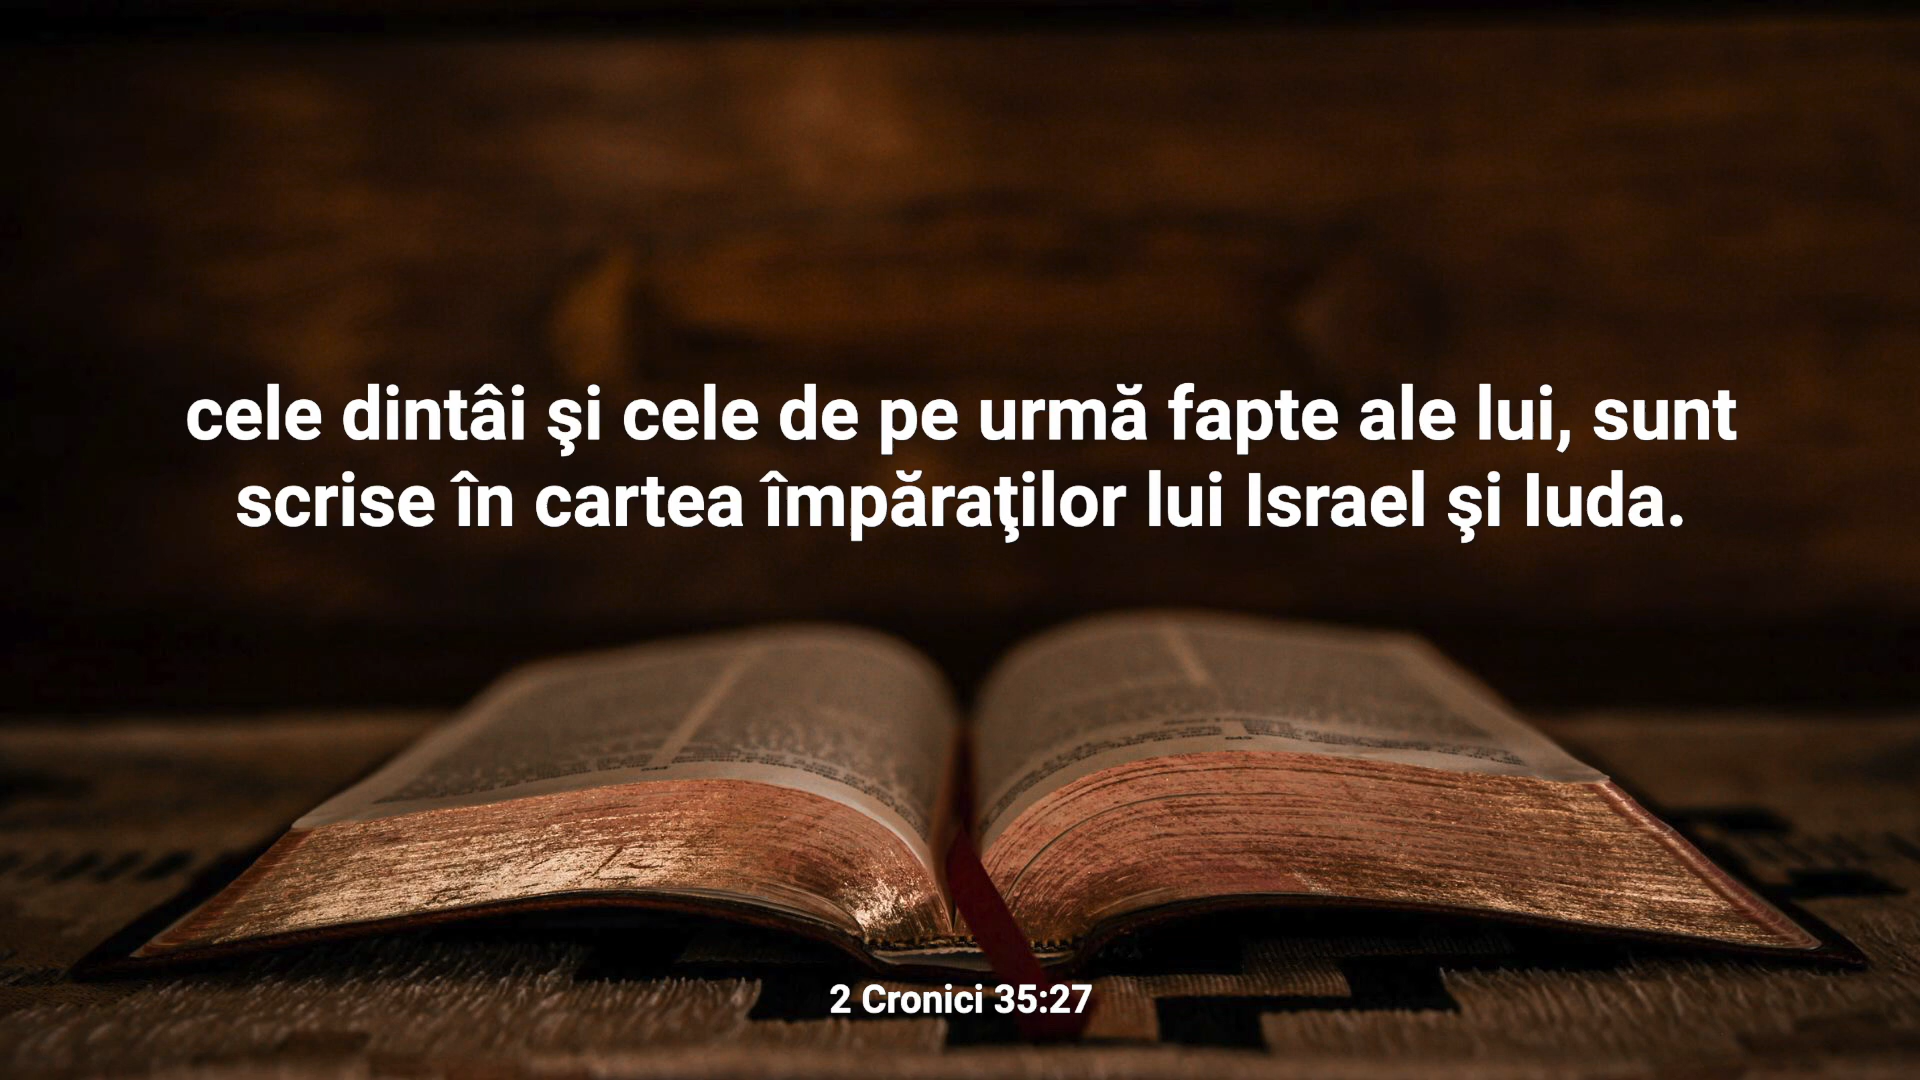 cele dintâi şi cele de pe urmă fapte ale lui, sunt
scrise în cartea împăraţilor lui Israel şi Iuda.
2 Cronici 35:27